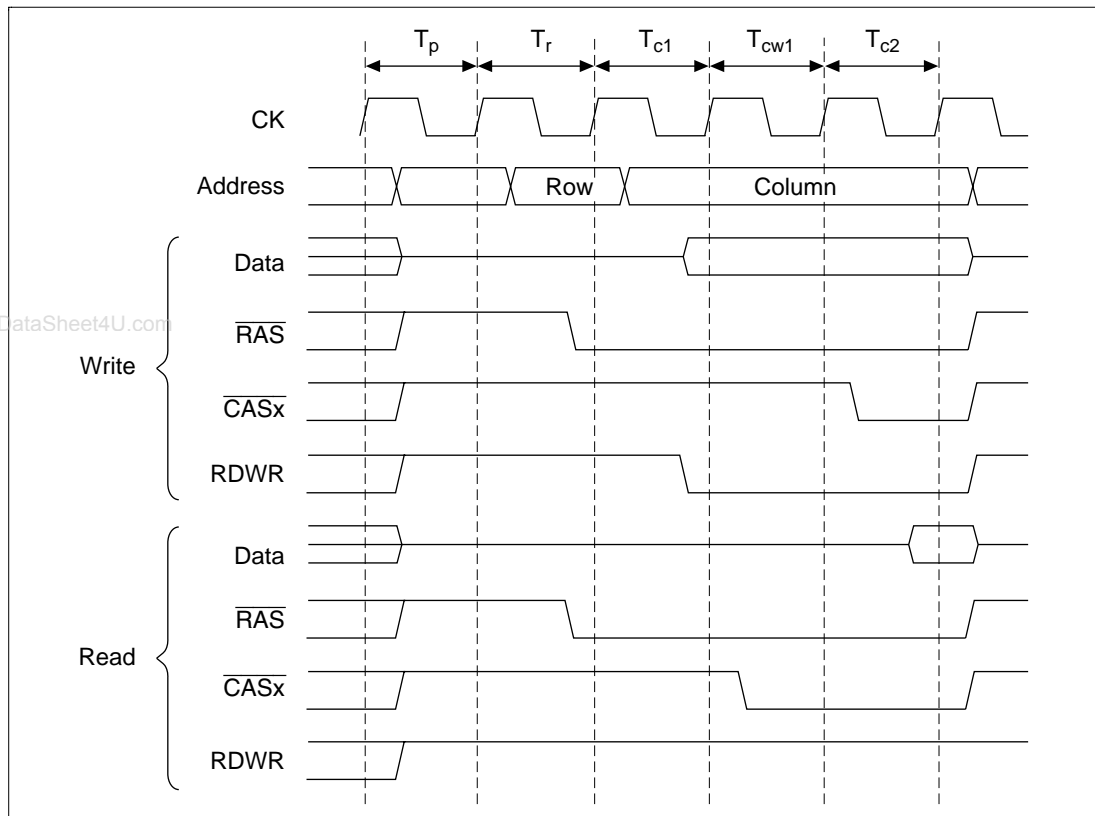 Tp Tr Tc1 Tcw1 Tc2
CK
Address Row Column
Data
DataSheet4U.com
RAS
Write
CASx
RDWR
Data
RAS
Read
CASx
RDWR